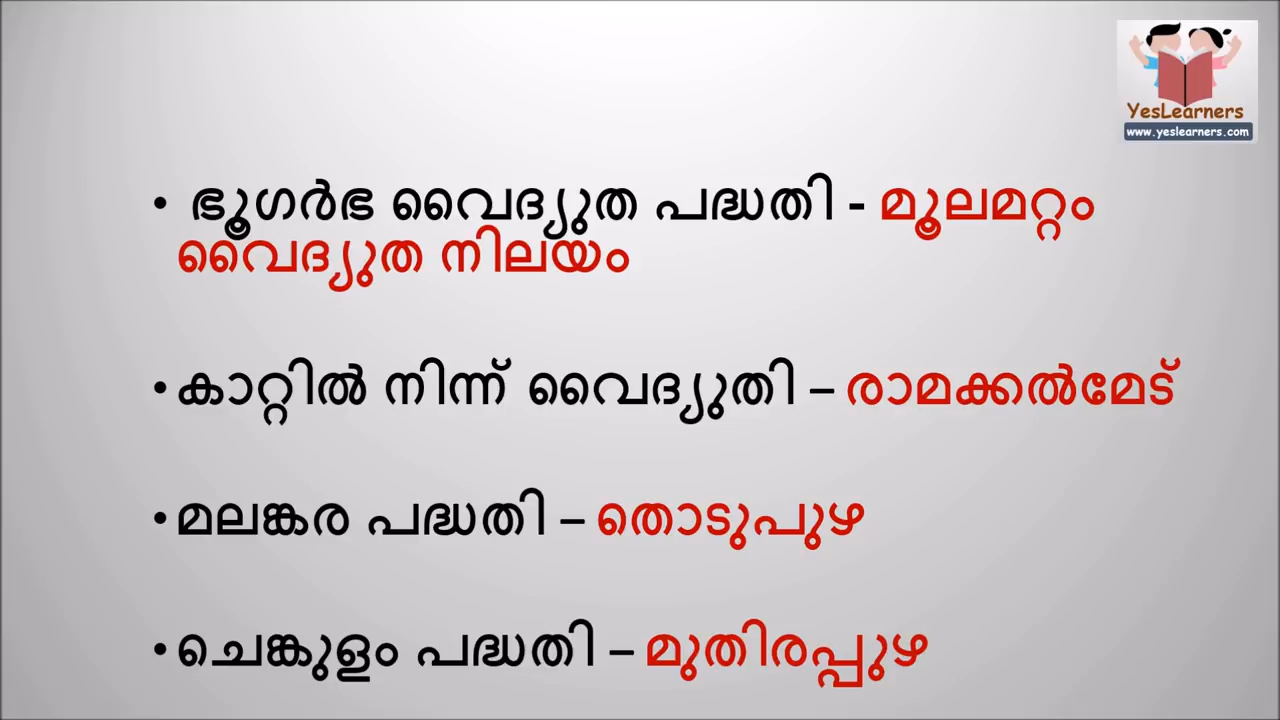 YesLearners
www.yeslearners.com
• ഭൂഗർഭ വൈദ്യുത പദ്ധതി - മൂലമറ്റം
വൈദ്യുത നിലയം
• കാറ്റിൽ നിന്ന് വൈദ്യുതി – രാമക്കൽമേട്
• മലങ്കര പദ്ധതി – തൊടുപുഴ
• ചെങ്കുളം പദ്ധതി – മുതിരപ്പുഴ